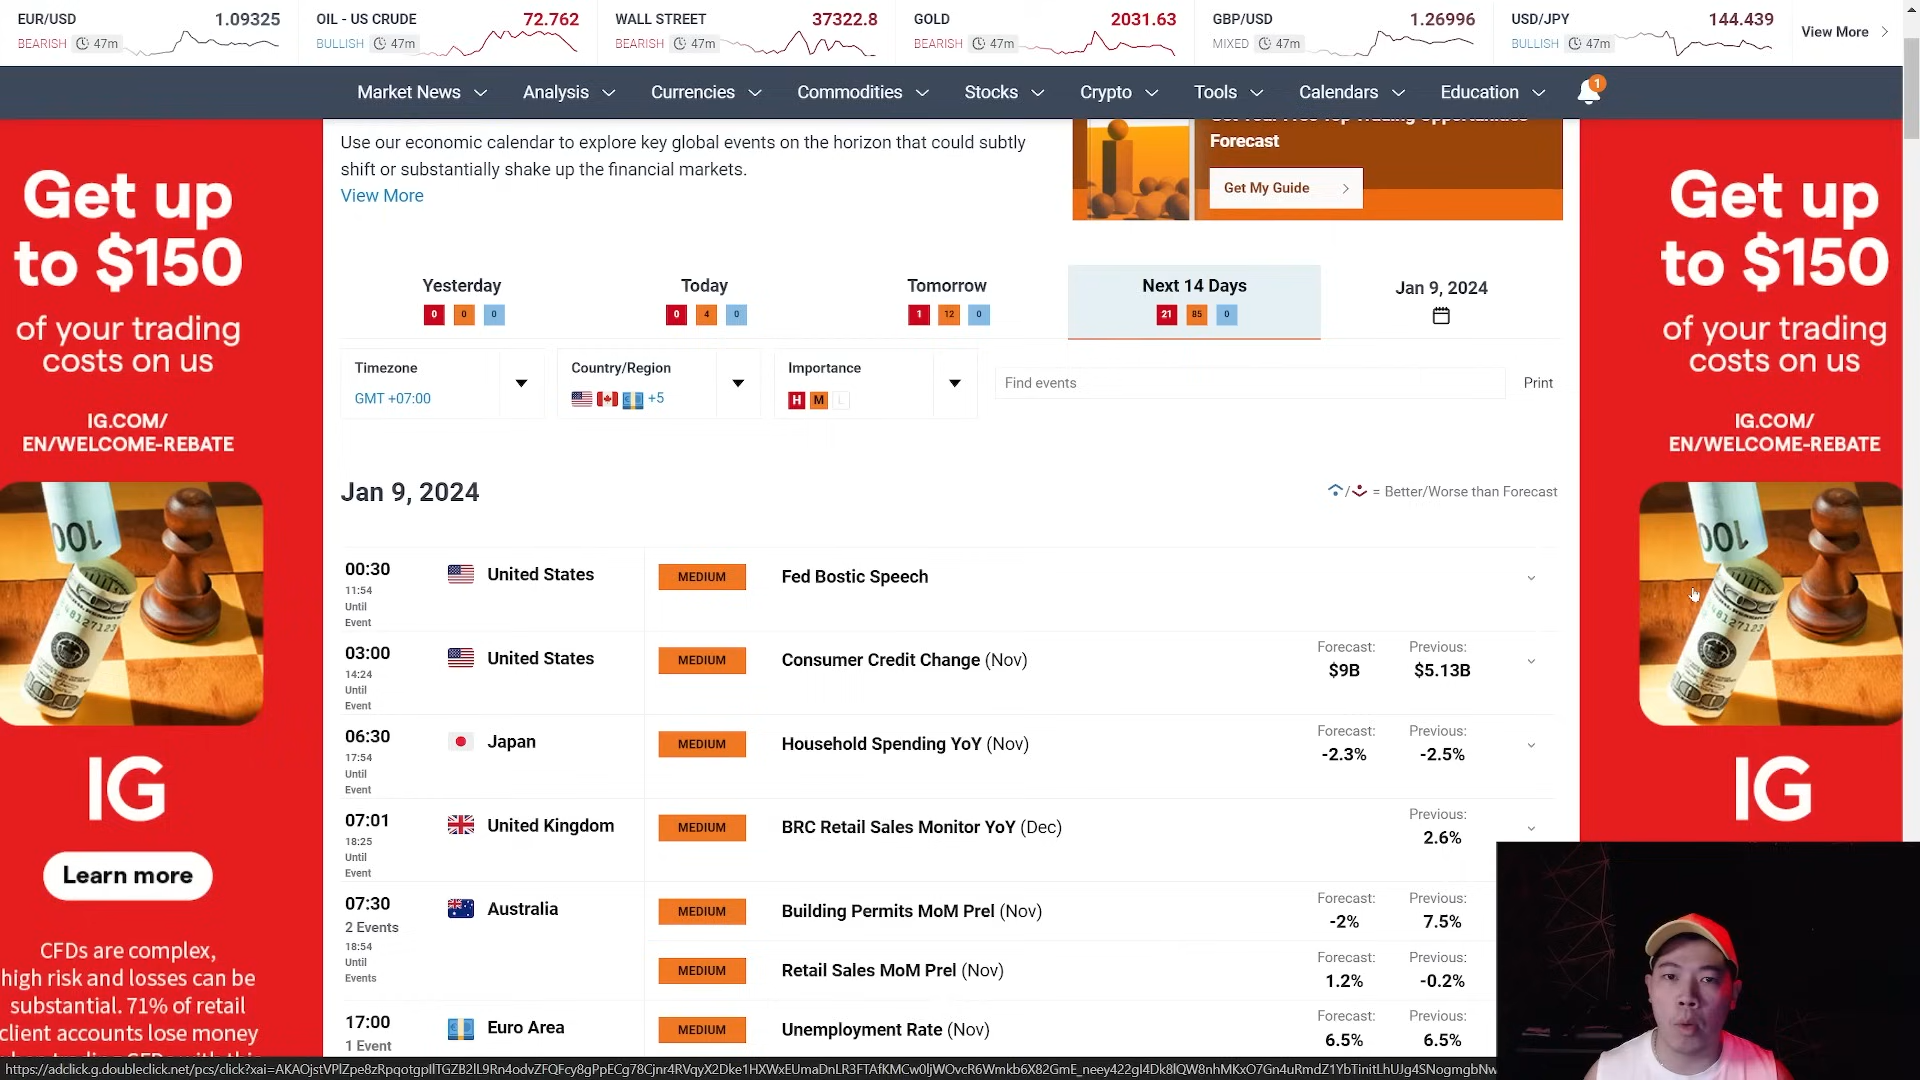 EUR/USD 1.09325
BEARISH 47m
OIL - US CRUDE 72.762
BULLISH 47m
WALL STREET 37322.8
BEARISH 47m
GOLD 2031.63
BEARISH 47m
GBP/USD 1.26996
MIXED 47m
USD/JPY 144.439
BULLISH 47m
View More
Market News Analysis Currencies Commodities Stocks Crypto Tools Calendars Education 1
Use our economic calendar to explore key global events on the horizon that could subtly
shift or substantially shake up the financial markets.
View More
Forecast
Get My Guide
Yesterday
0 0 0
Today
0 4 0
Tomorrow
1 12 0
Next 14 Days
21 85 0
Jan 9, 2024
Timezone
GMT +07:00
Country/Region
+5
Importance
H M L
Find events
Print
Jan 9, 2024
/ = Better/Worse than Forecast
00:30 United States MEDIUM Fed Bostic Speech
11:54
Until
Event
03:00 United States MEDIUM Consumer Credit Change (Nov) Forecast: $9B Previous: $5.13B
14:24
Until
Event
06:30 Japan MEDIUM Household Spending YoY (Nov) Forecast: -2.3% Previous: -2.5%
17:54
Until
Event
07:01 United Kingdom MEDIUM BRC Retail Sales Monitor YoY (Dec) Previous: 2.6%
18:25
Until
Event
07:30 Australia MEDIUM Building Permits MoM Prel (Nov) Forecast: -2% Previous: 7.5%
2 Events
18:54
Until
Events
MEDIUM Retail Sales MoM Prel (Nov) Forecast: 1.2% Previous: -0.2%
17:00 Euro Area MEDIUM Unemployment Rate (Nov) Forecast: 6.5% Previous: 6.5%
1 Event
Get up
to $150
of your trading
costs on us
IG.COM/
EN/WELCOME-REBATE
100
IG
Learn more
CFDs are complex,
high risk and losses can be
substantial. 71% of retail
client accounts lose money
Get up
to $150
of your trading
costs on us
IG.COM/
EN/WELCOME-REBATE
100
IG